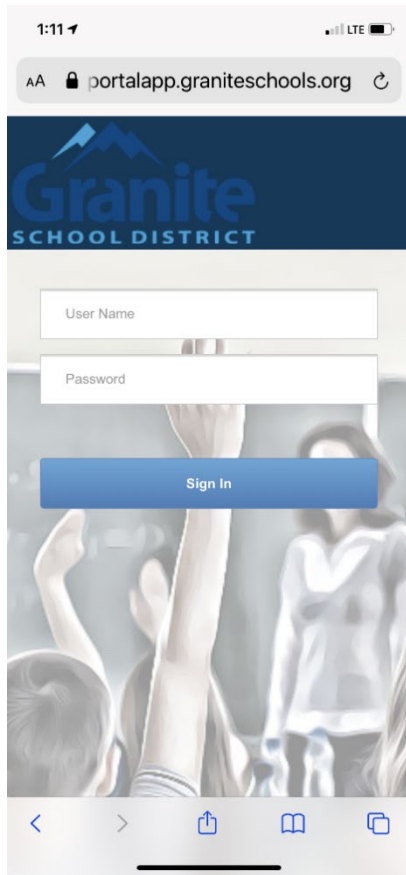 1:11
LTE
AA
portalapp.graniteschools.org
Granite
SCHOOL DISTRICT
User Name
Password
Sign In